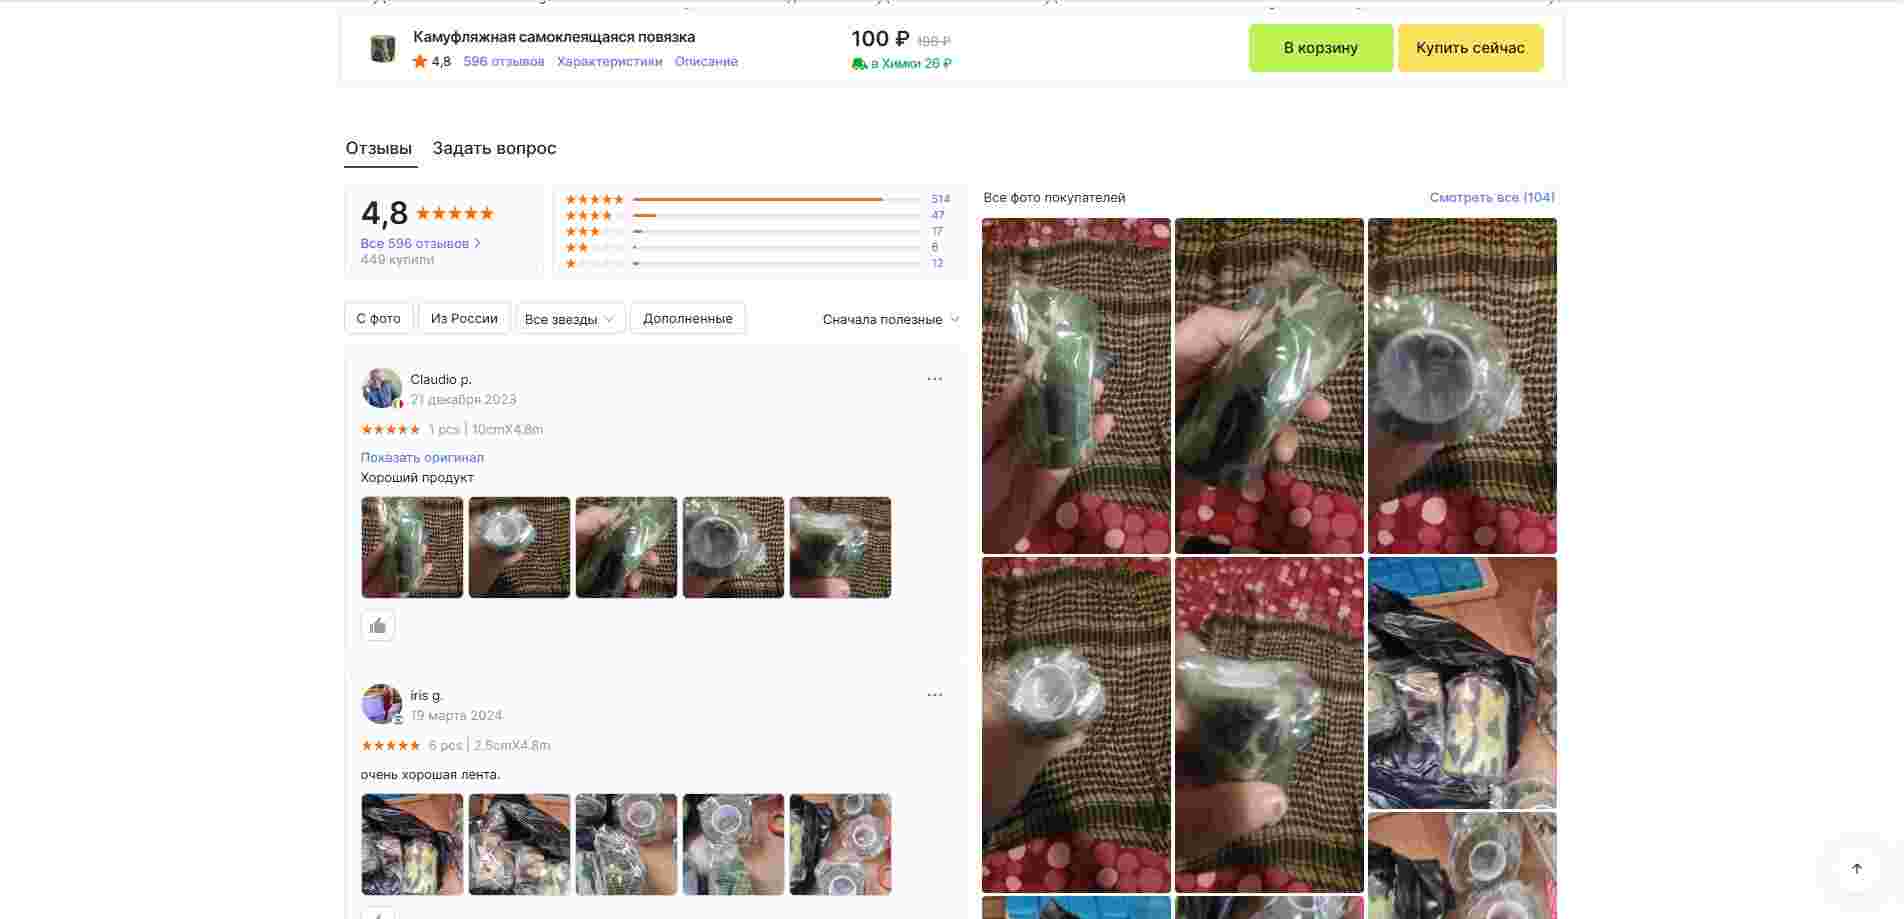 Камуфляжная самоклеящаяся повязка
100 ₽ 196 ₽
В корзину
Купить сейчас
4,8 596 отзывов Характеристики Описание
в Химки 26 ₽
Отзывы Задать вопрос
4,8
Все 596 отзывов
449 купили
514
47
17
6
12
Все фото покупателей
Смотреть все (104)
С фото
Из России
Все звезды
Дополненные
Сначала полезные
Claudio p.
21 декабря 2023
1 pcs | 10cmX4.8m
Показать оригинал
Хороший продукт
iris g.
19 марта 2024
6 pcs | 2.5cmX4.8m
очень хорошая лента.